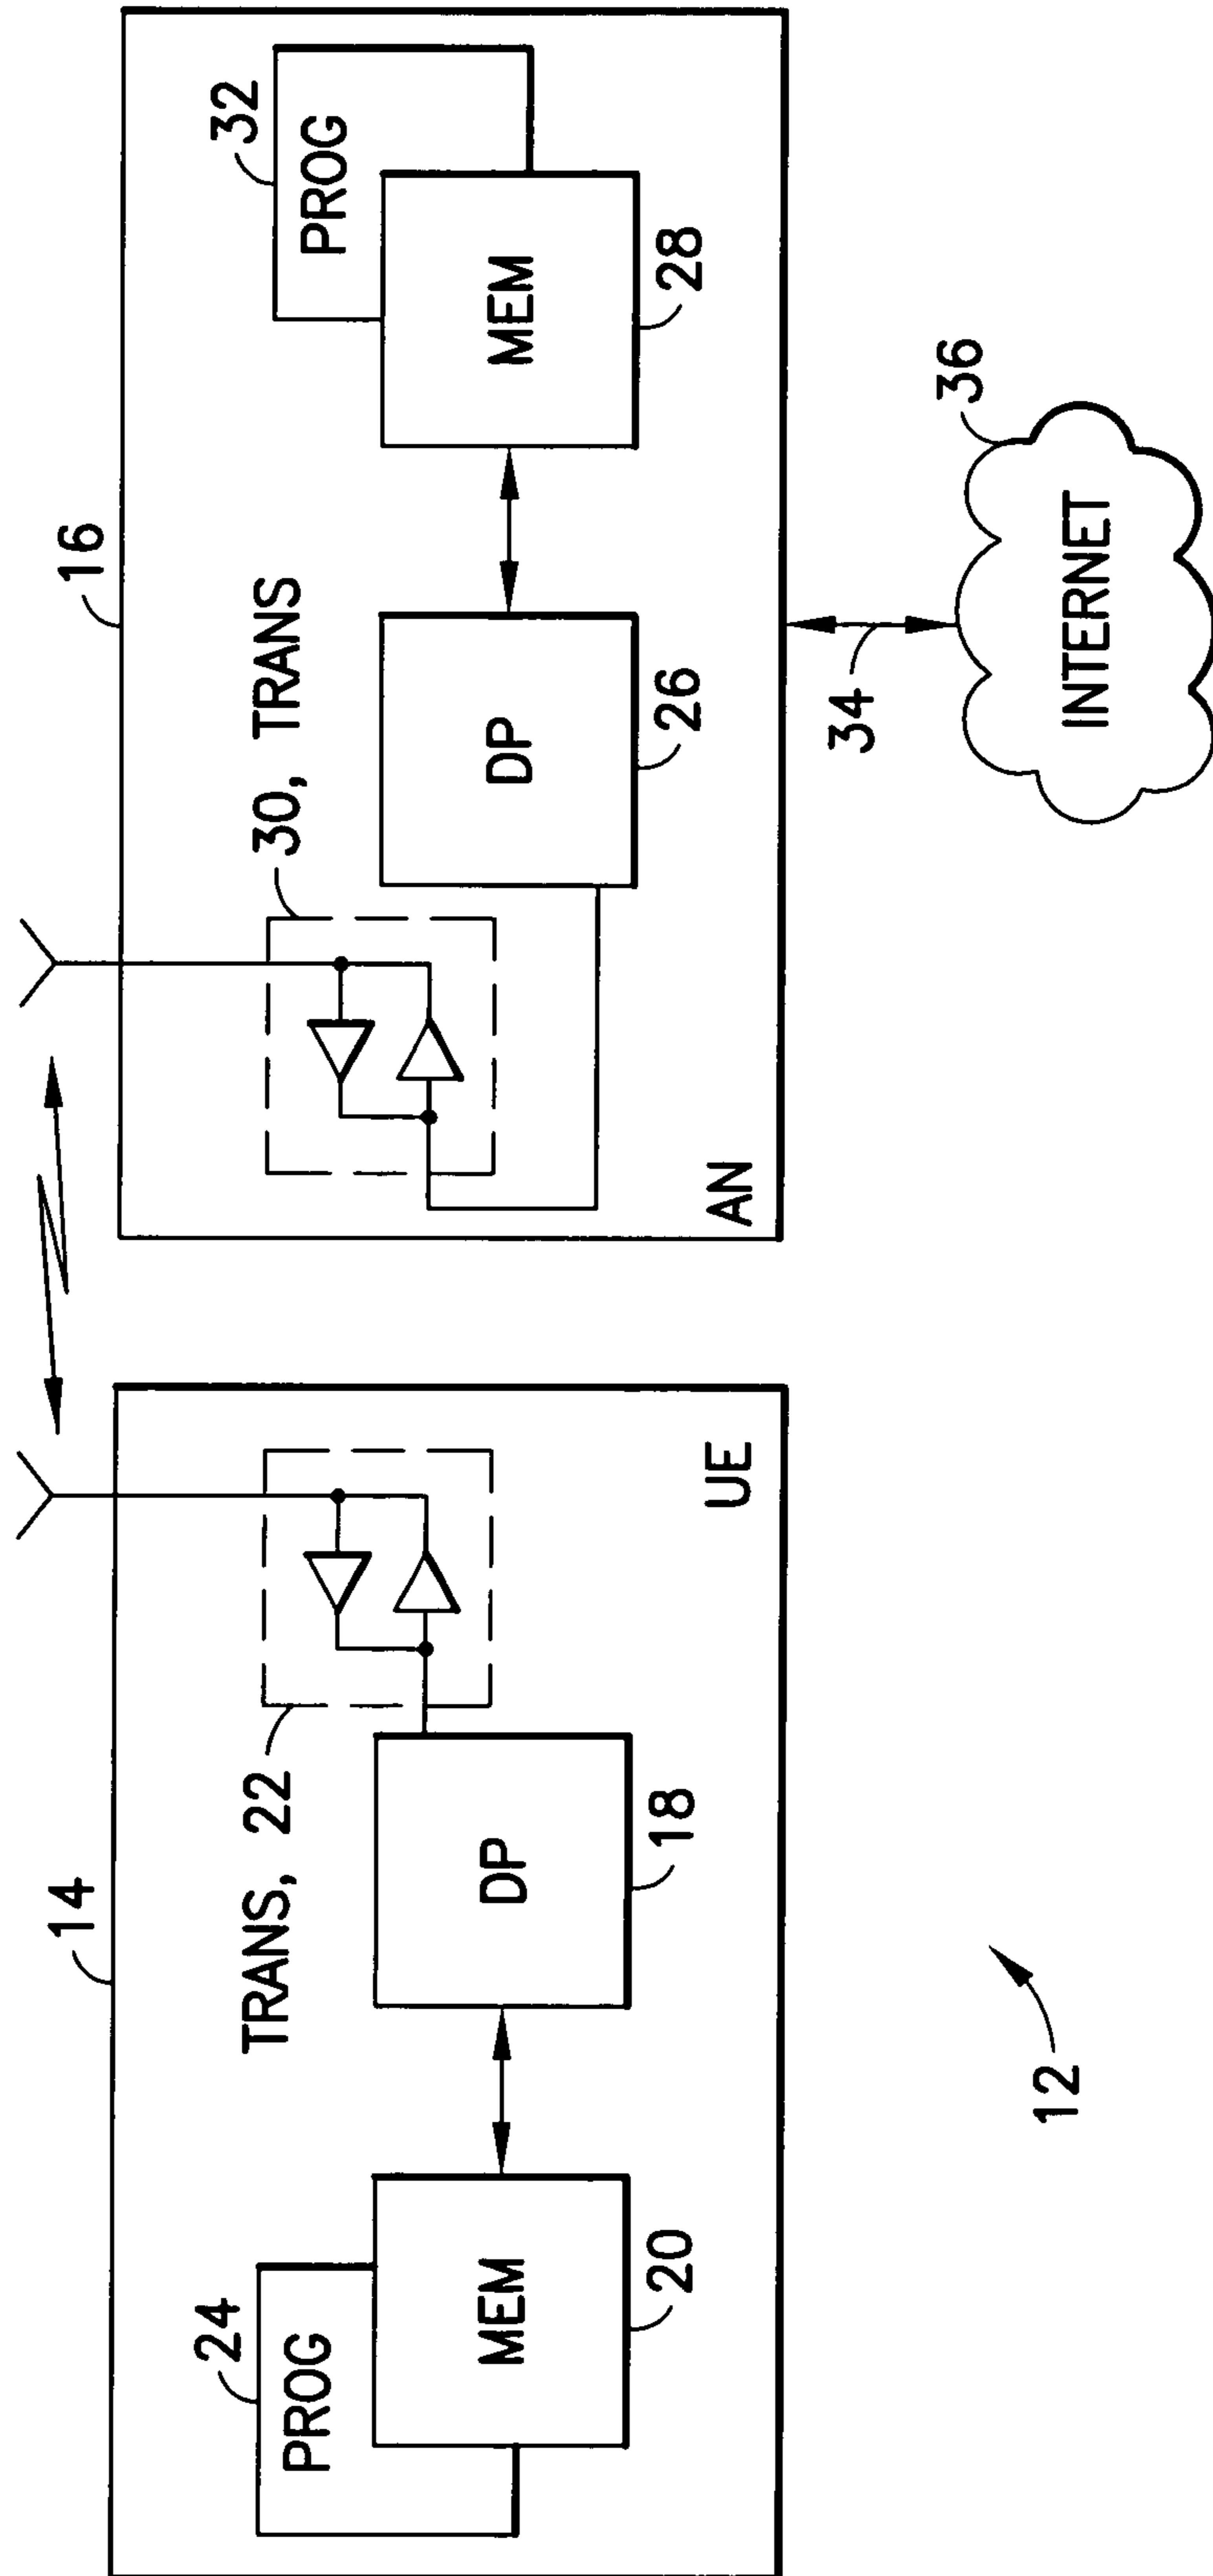 14
24
PROG
MEM
20
TRANS, 22
DP
18
UE
16
30, TRANS
DP
26
32
PROG
MEM
28
AN
34
36
INTERNET
12